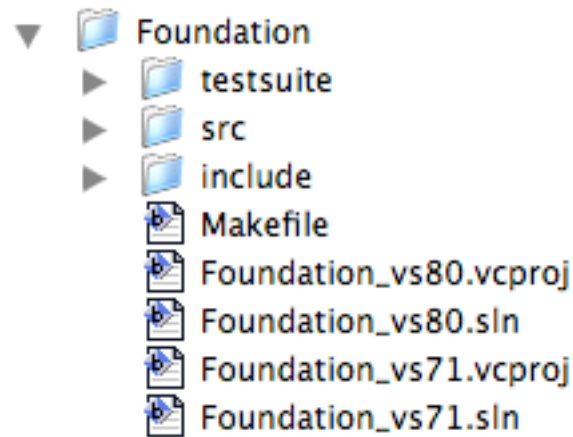 Foundation
testsuite
src
include
Makefile
Foundation_vs80.vcproj
Foundation_vs80.sln
Foundation_vs71.vcproj
Foundation_vs71.sln